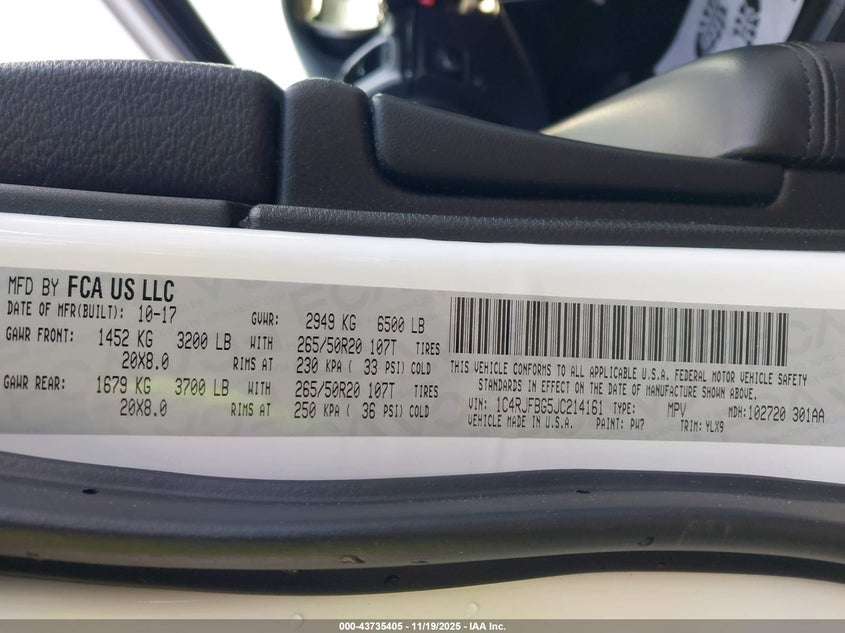 MFD BY FCA US LLC
DATE OF MFR(BUILT): 10-17 GVWR: 2949 KG 6500 LB
GAWR FRONT: 1452 KG 3200 LB WITH 265/50R20 107T TIRES
20X8.0 RIMS AT 230 KPA ( 33 PSI) COLD
GAWR REAR: 1679 KG 3700 LB WITH 265/50R20 107T TIRES
20X8.0 RIMS AT 250 KPA ( 36 PSI) COLD
THIS VEHICLE CONFORMS TO ALL APPLICABLE U.S.A. FEDERAL MOTOR VEHICLE SAFETY
STANDARDS IN EFFECT ON THE DATE OF MANUFACTURE SHOWN ABOVE.
VIN: 1C4RJFBG5JC214161 TYPE: MPV MDH:102720 301AA
VEHICLE MADE IN U.S.A. PAINT: PW7 TRIM: YLX9
000-43735405 - 11/19/2025 - IAA Inc.